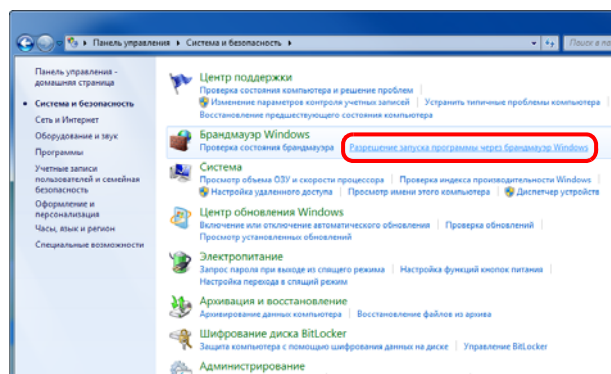 Панель управления ▸ Система и безопасность ▸
Поиск в па
Панель управления -
домашняя страница
Система и безопасность
Сеть и Интернет
Оборудование и звук
Программы
Учетные записи
пользователей и семейная
безопасность
Оформление и
персонализация
Часы, язык и регион
Специальные возможности
Центр поддержки
Проверка состояния компьютера и решение проблем
Изменение параметров контроля учетных записей | Устранить типичные проблемы компьютера
Восстановление предшествующего состояния компьютера
Брандмауэр Windows
Проверка состояния брандмауэра | Разрешение запуска программы через брандмауэр Windows
Система
Просмотр объема ОЗУ и скорости процессора | Проверка индекса производительности Windows
Настройка удаленного доступа | Просмотр имени этого компьютера | Диспетчер устройств
Центр обновления Windows
Включение или отключение автоматического обновления | Проверка обновлений
Просмотр установленных обновлений
Электропитание
Запрос пароля при выходе из спящего режима | Настройка функций кнопок питания
Настройка перехода в спящий режим
Архивация и восстановление
Архивирование данных компьютера | Восстановление файлов из архива
Шифрование диска BitLocker
Защита компьютера с помощью шифрования данных на диске | Управление BitLocker
Администрирование